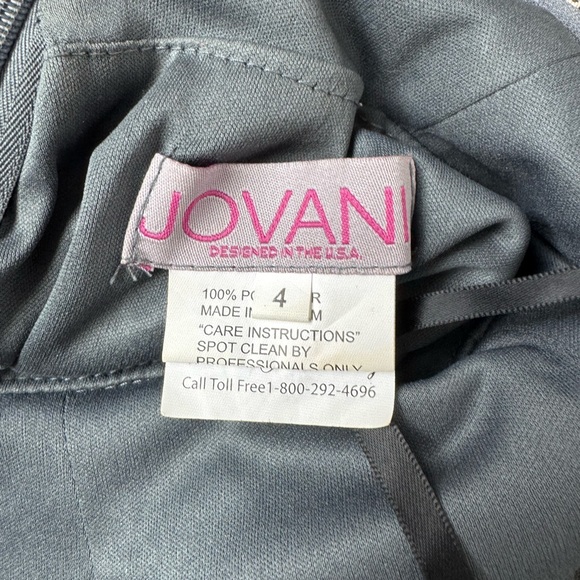 JOVANI
DESIGNED IN THE U.S.A.
4
100% PO R
MADE IN M
"CARE INSTRUCTIONS"
SPOT CLEAN BY
PROFESSIONALS ONLY
Call Toll Free1-800-292-4696